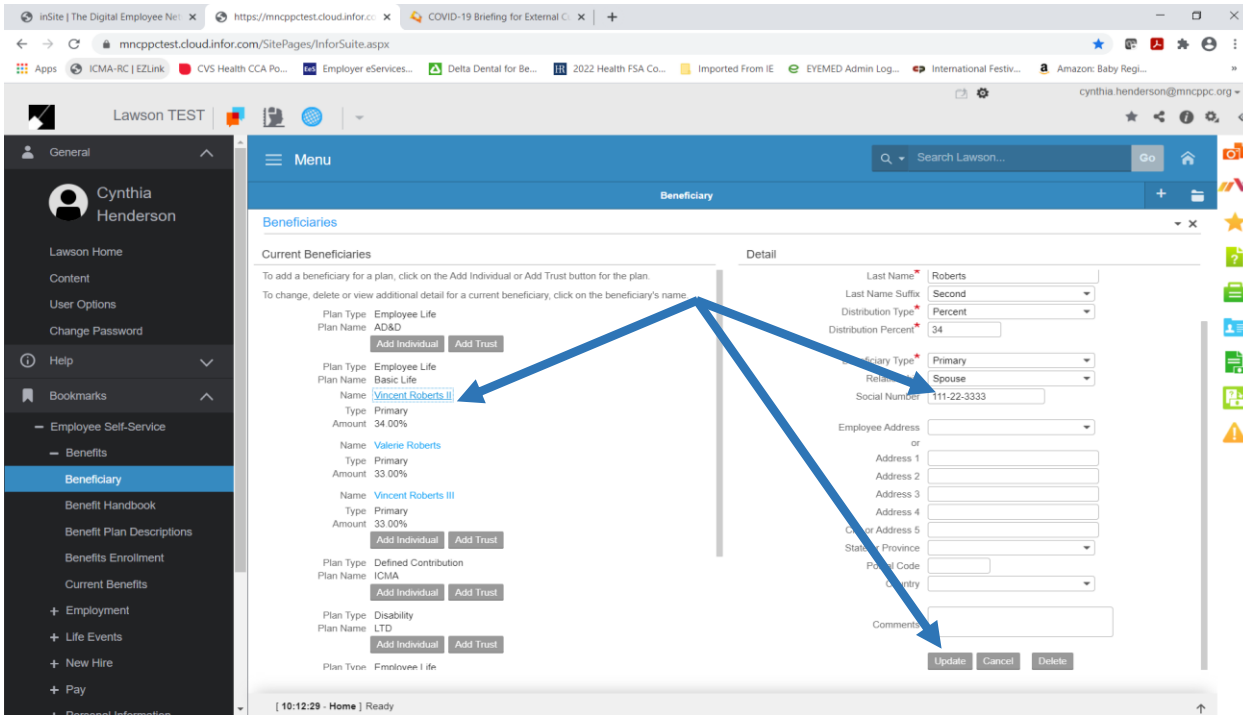 inSite | The Digital Employee Net
https://mncppctest.cloud.infor.co
COVID-19 Briefing for External Cl
mncppctest.cloud.infor.com/SitePages/InforSuite.aspx
Apps ICMA-RC | EZLink CVS Health CCA Po... Employer eServices... Delta Dental for Be... 2022 Health FSA Co... Imported From IE EYEMED Admin Log... International Festiv... Amazon: Baby Regi...
cynthia.henderson@mncppc.org
Lawson TEST
General
Cynthia
Henderson
Lawson Home
Content
User Options
Change Password
Help
Bookmarks
Employee Self-Service
Benefits
Beneficiary
Benefit Handbook
Benefit Plan Descriptions
Benefits Enrollment
Current Benefits
Employment
Life Events
New Hire
Pay
Personal Information
Menu
Search Lawson...
Go
Beneficiary
Beneficiaries
Current Beneficiaries
To add a beneficiary for a plan, click on the Add Individual or Add Trust button for the plan.
To change, delete or view additional detail for a current beneficiary, click on the beneficiary's name
Plan Type Employee Life
Plan Name AD&D
Add Individual Add Trust
Plan Type Employee Life
Plan Name Basic Life
Name Vincent Roberts II
Type Primary
Amount 34.00%
Name Valerie Roberts
Type Primary
Amount 33.00%
Name Vincent Roberts III
Type Primary
Amount 33.00%
Add Individual Add Trust
Plan Type Defined Contribution
Plan Name ICMA
Add Individual Add Trust
Plan Type Disability
Plan Name LTD
Add Individual Add Trust
Plan Type Employee Life
Detail
Last Name* Roberts
Last Name Suffix Second
Distribution Type* Percent
Distribution Percent* 34
Beneficiary Type* Primary
Spouse
Social Number 111-22-3333
Employee Address
or
Address 1
Address 2
Address 3
Address 4
City or Address 5
State or Province
Postal Code
Country
Comments
Update Cancel Delete
[ 10:12:29 - Home ] Ready